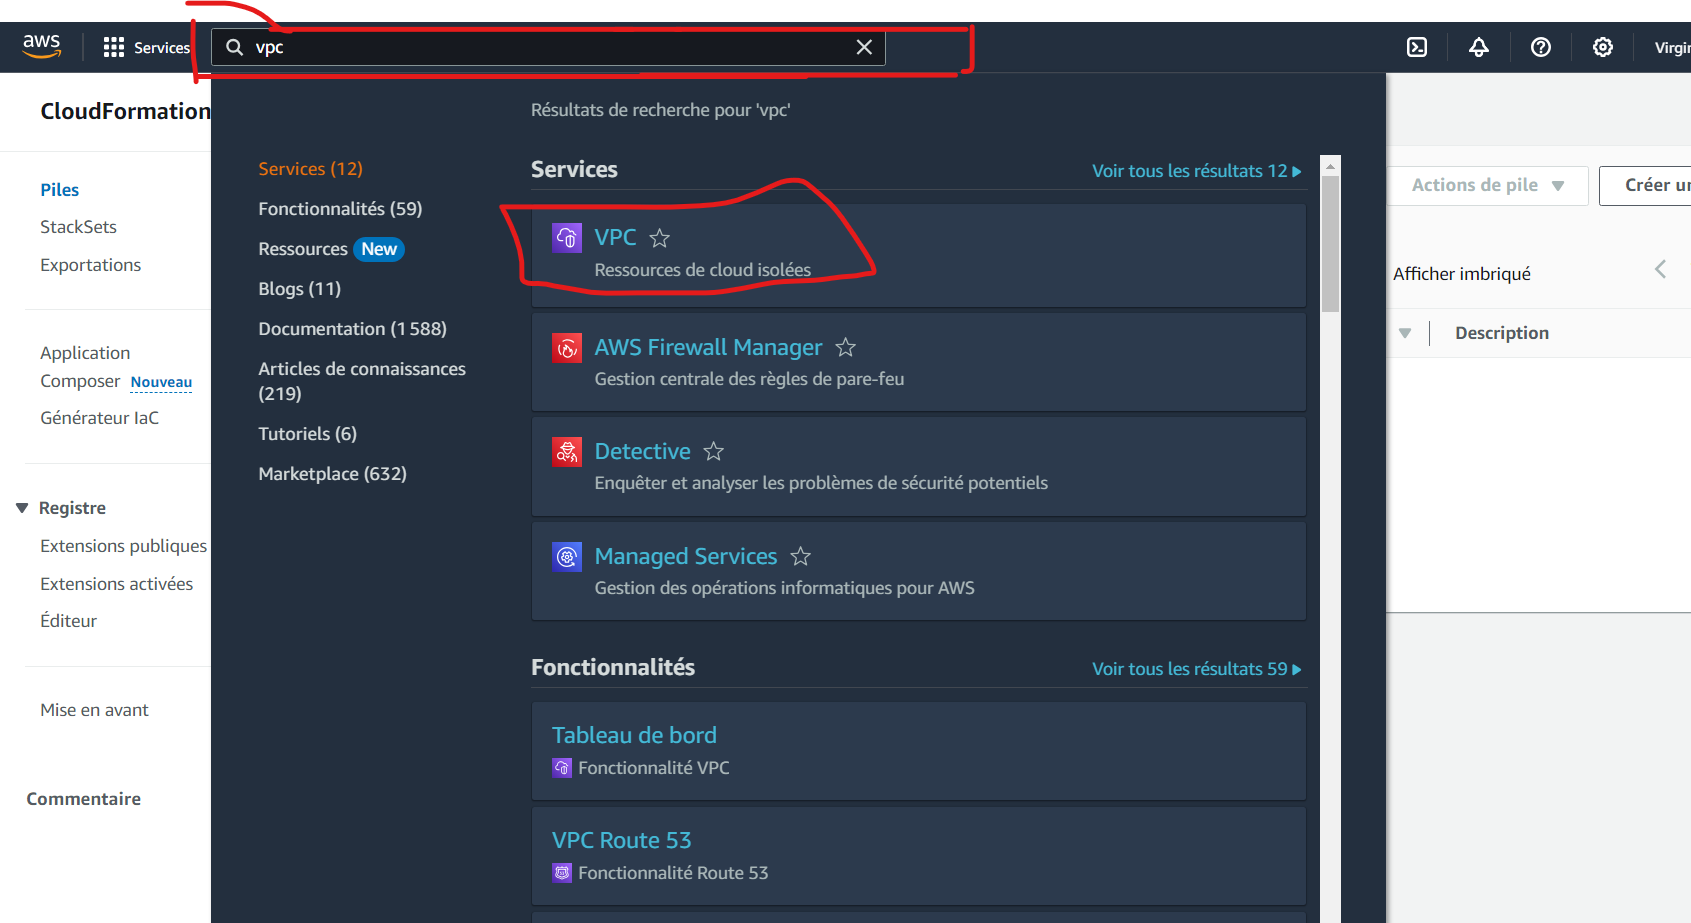 aws
Services
vpc
Virgin
CloudFormation
Piles
StackSets
Exportations
Application
Composer Nouveau
Générateur IaC
Registre
Extensions publiques
Extensions activées
Éditeur
Mise en avant
Commentaire
Résultats de recherche pour 'vpc'
Services (12)
Fonctionnalités (59)
Ressources New
Blogs (11)
Documentation (1 588)
Articles de connaissances
(219)
Tutoriels (6)
Marketplace (632)
Services
Voir tous les résultats 12
VPC
Ressources de cloud isolées
AWS Firewall Manager
Gestion centrale des règles de pare-feu
Detective
Enquêter et analyser les problèmes de sécurité potentiels
Managed Services
Gestion des opérations informatiques pour AWS
Fonctionnalités
Voir tous les résultats 59
Tableau de bord
Fonctionnalité VPC
VPC Route 53
Fonctionnalité Route 53
Actions de pile
Créer un
Afficher imbriqué
Description